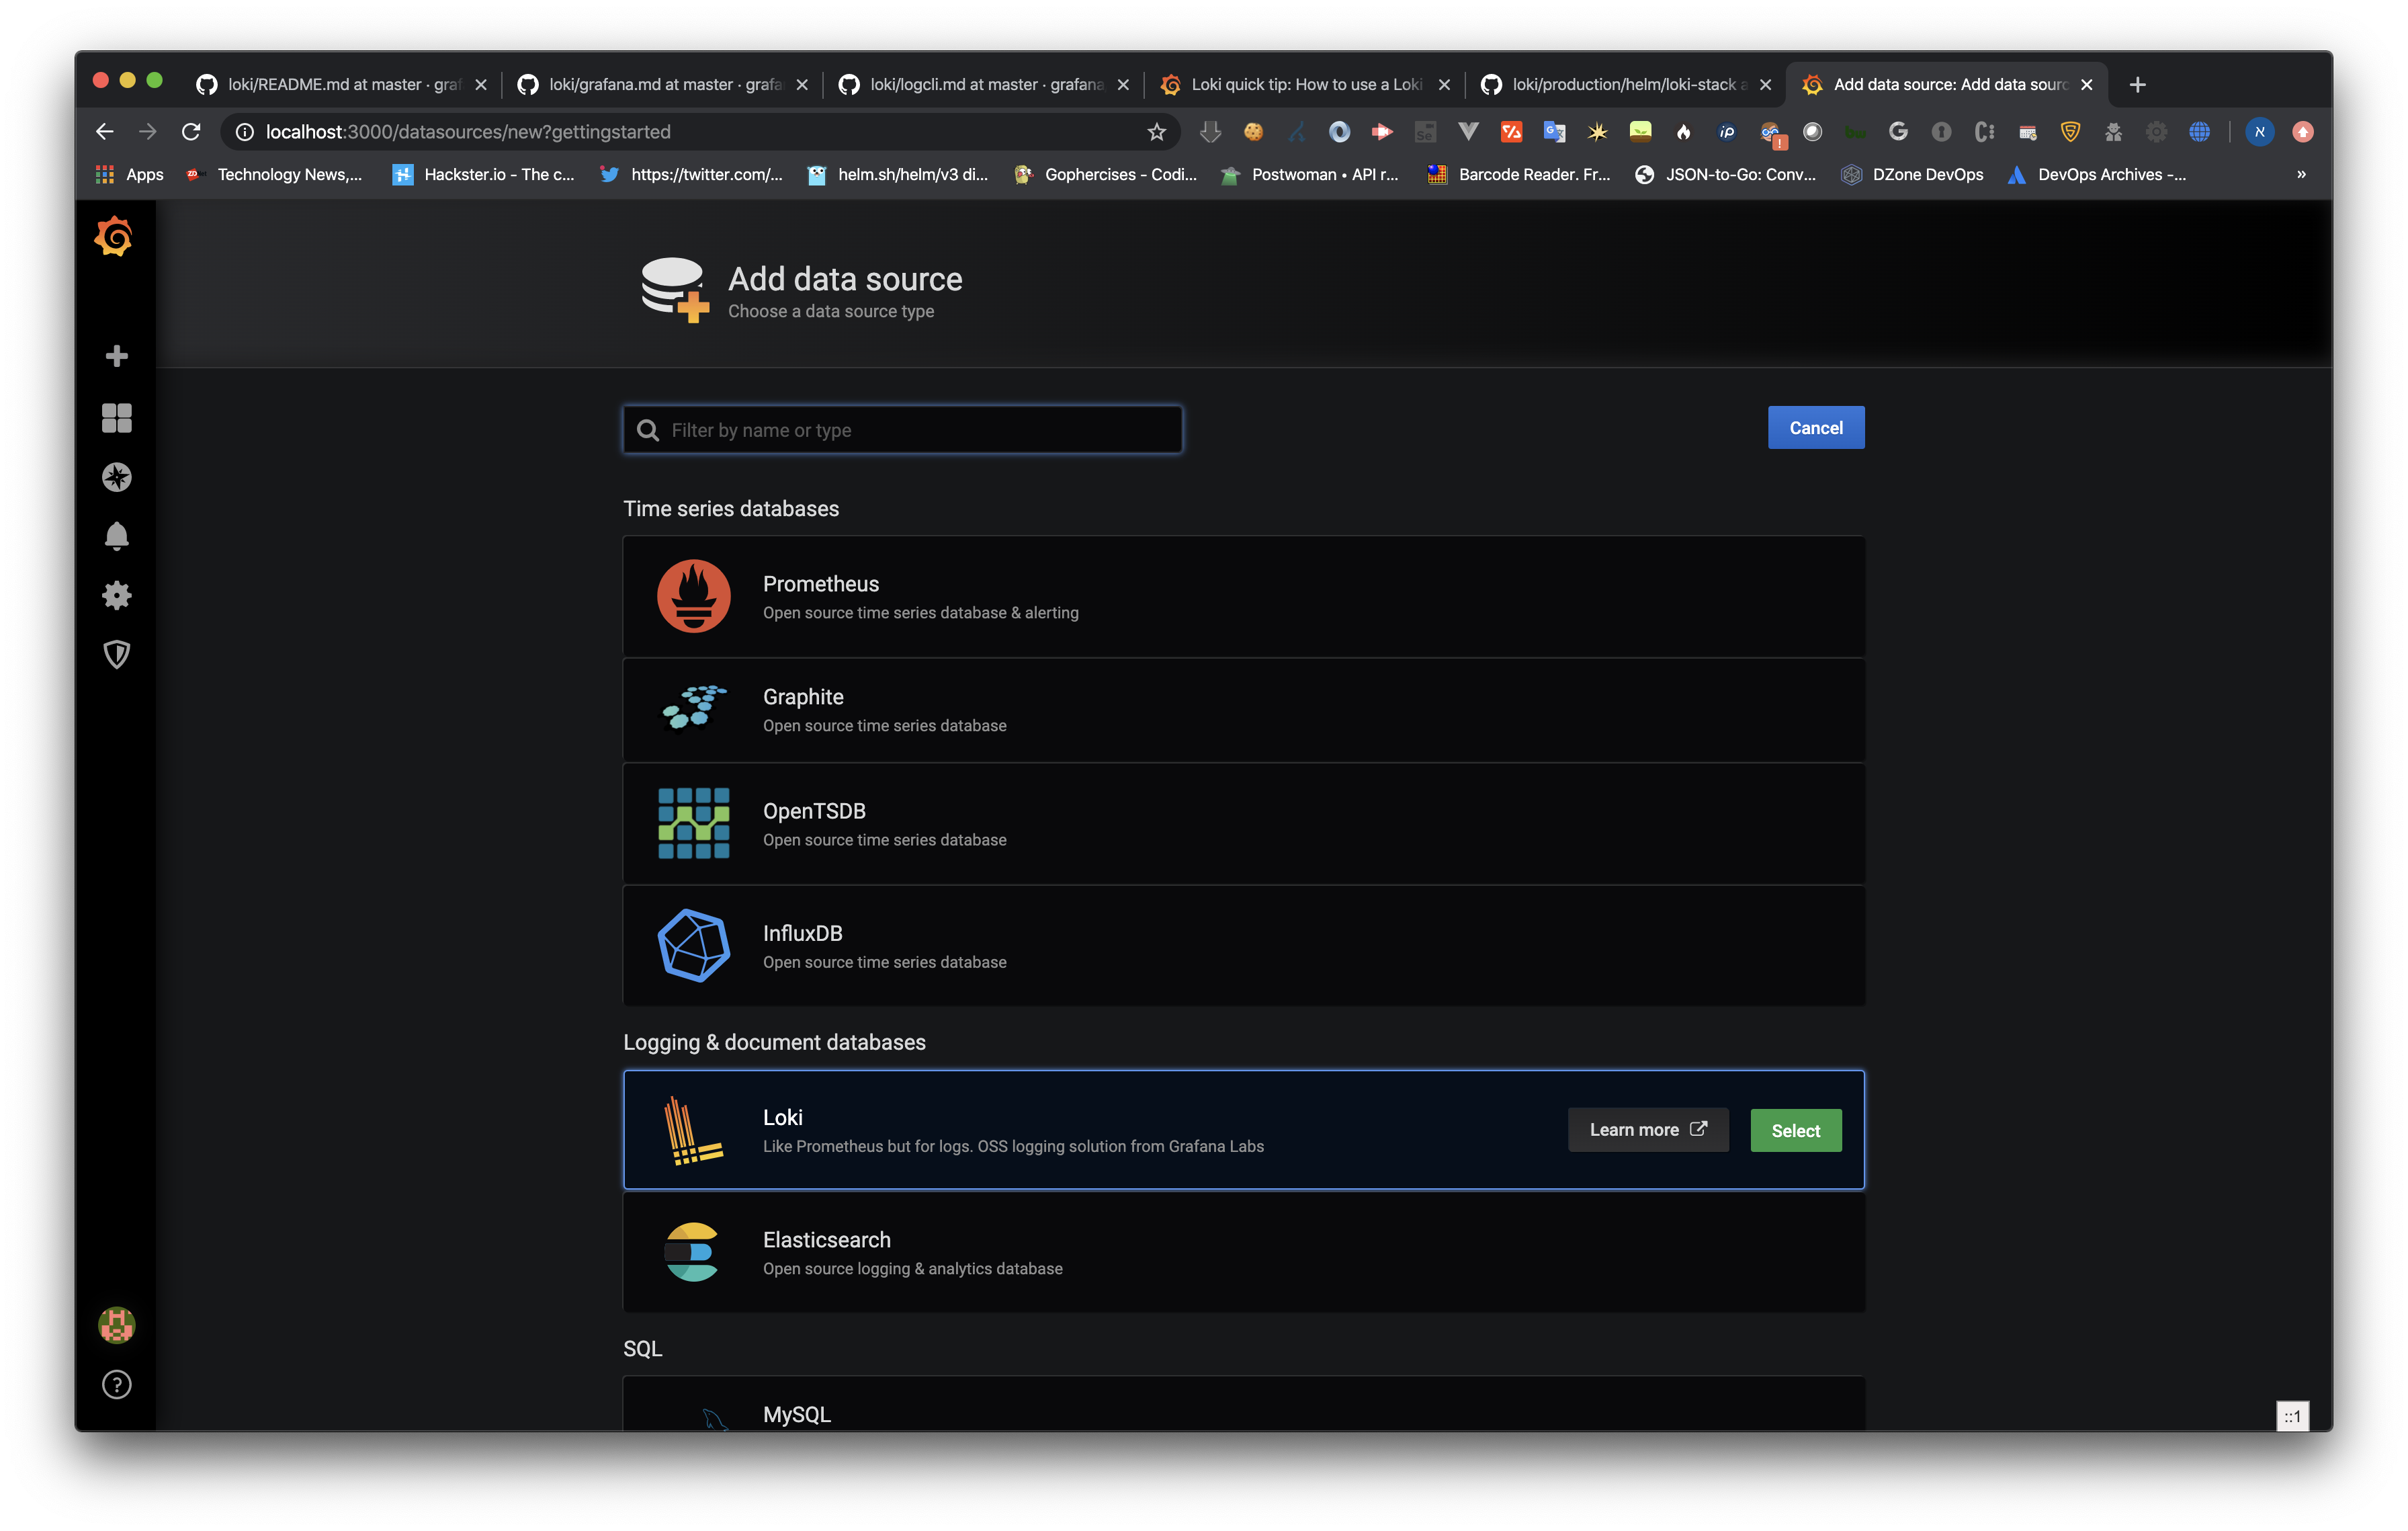 loki/README.md at master · graf
loki/grafana.md at master · grafa
loki/logcli.md at master · grafana
Loki quick tip: How to use a Loki
loki/production/helm/loki-stack a
Add data source: Add data sourc
localhost:3000/datasources/new?gettingstarted
Apps
Technology News,...
Hackster.io - The c...
https://twitter.com/...
helm.sh/helm/v3 di...
Gophercises - Codi...
Postwoman • API r...
Barcode Reader. Fr...
JSON-to-Go: Conv...
DZone DevOps
DevOps Archives -...
»
Add data source
Choose a data source type
Filter by name or type
Cancel
Time series databases
Prometheus
Open source time series database & alerting
Graphite
Open source time series database
OpenTSDB
Open source time series database
InfluxDB
Open source time series database
Logging & document databases
Loki
Like Prometheus but for logs. OSS logging solution from Grafana Labs
Learn more
Select
Elasticsearch
Open source logging & analytics database
SQL
MySQL
::1